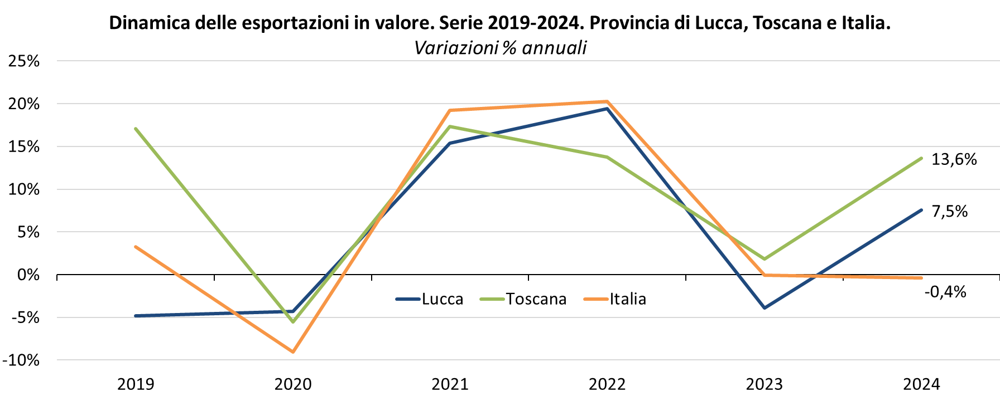 Dinamica delle esportazioni in valore. Serie 2019-2024. Provincia di Lucca, Toscana e Italia.
Variazioni % annuali
25%
20%
15%
10%
5%
0%
-5%
-10%
13,6%
7,5%
-0,4%
Lucca Toscana Italia
2019 2020 2021 2022 2023 2024